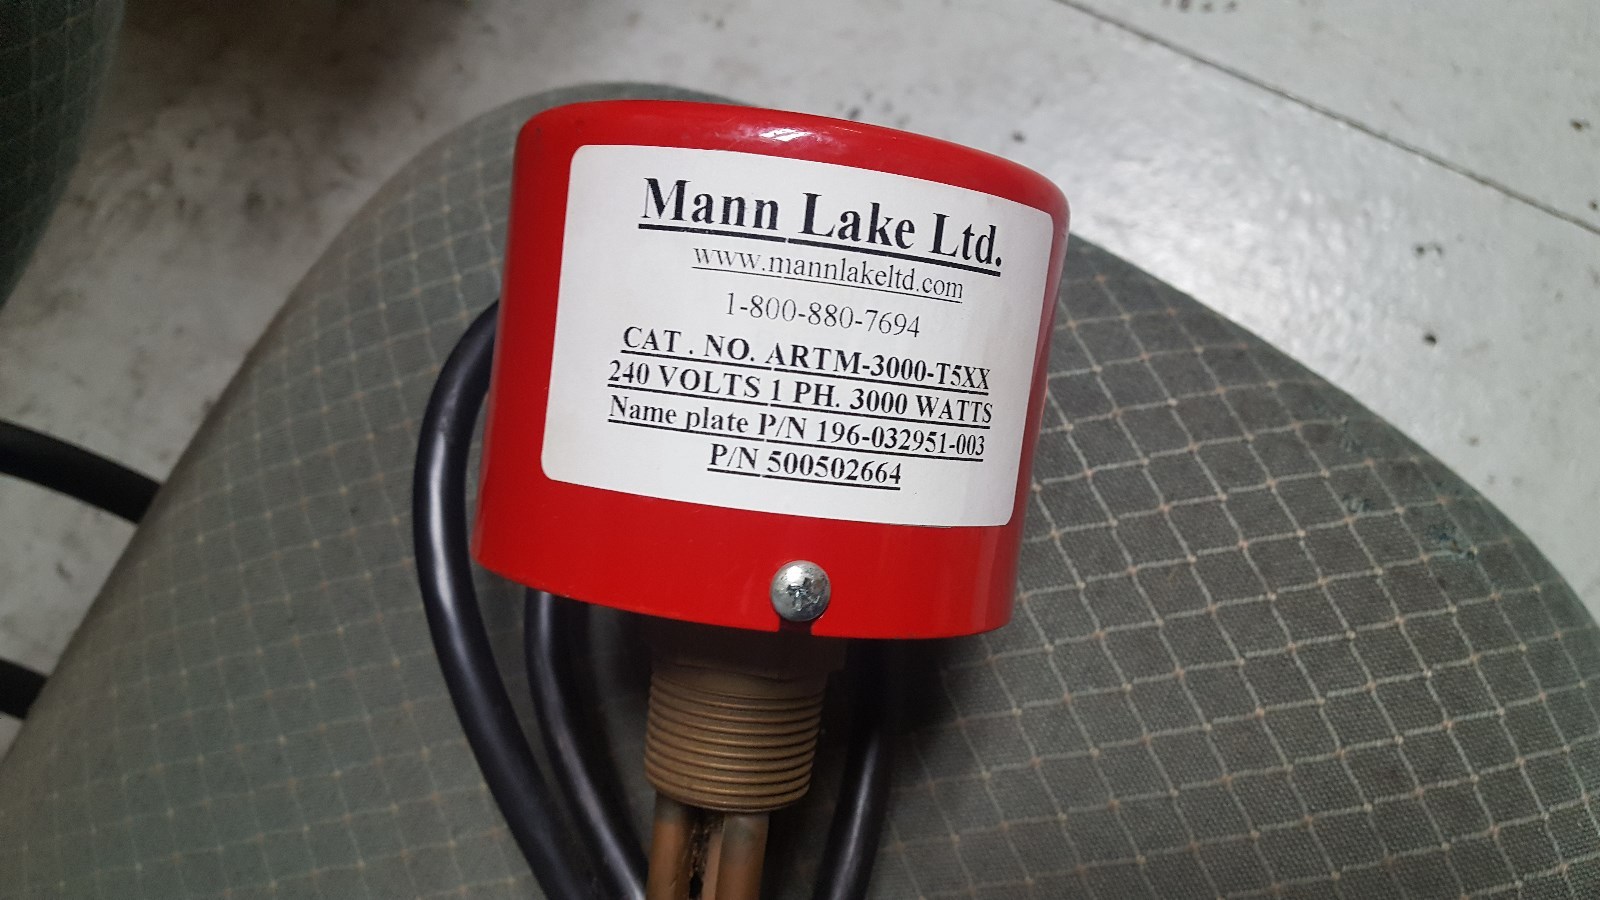 Mann Lake Ltd.
www.mannlakeltd.com
1-800-880-7694
CAT . NO. ARTM-3000-T5XX
240 VOLTS 1 PH. 3000 WATTS
Name plate P/N 196-032951-003
P/N 500502664